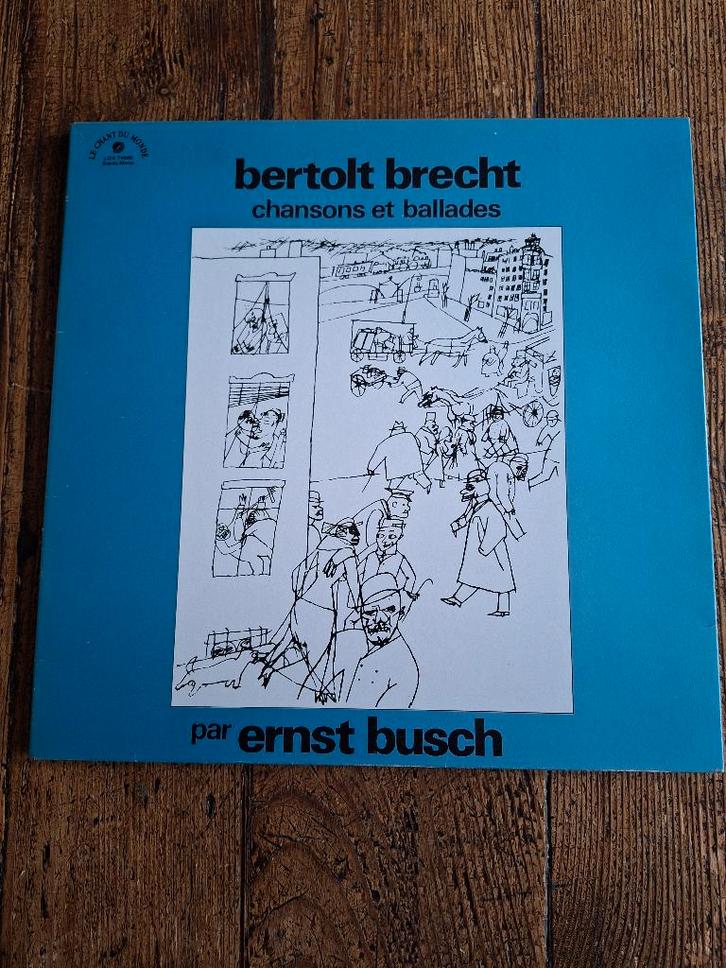 LE CHANT DU MONDE
bertolt brecht
chansons et ballades
par ernst busch